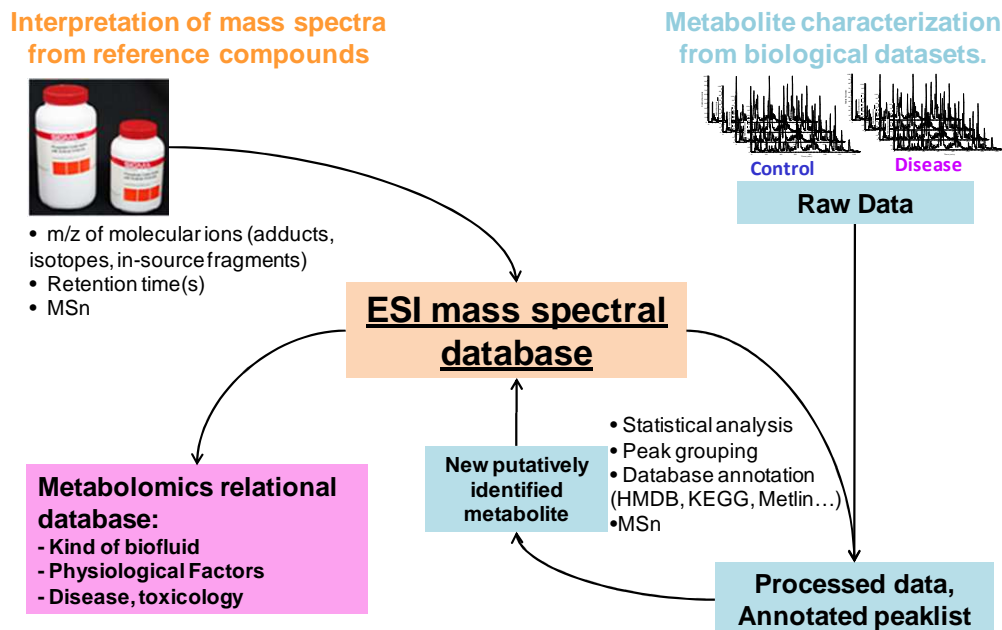 Interpretation of mass spectra
from reference compounds
Metabolite characterization
from biological datasets.
SIGMA
Control
Disease
Raw Data
• m/z of molecular ions (adducts,
isotopes, in-source fragments)
• Retention time(s)
• MSn
ESI mass spectral
database
• Statistical analysis
• Peak grouping
• Database annotation
(HMDB, KEGG, Metlin…)
•MSn
New putatively
identified
metabolite
Metabolomics relational
database:
- Kind of biofluid
- Physiological Factors
- Disease, toxicology
Processed data,
Annotated peaklist